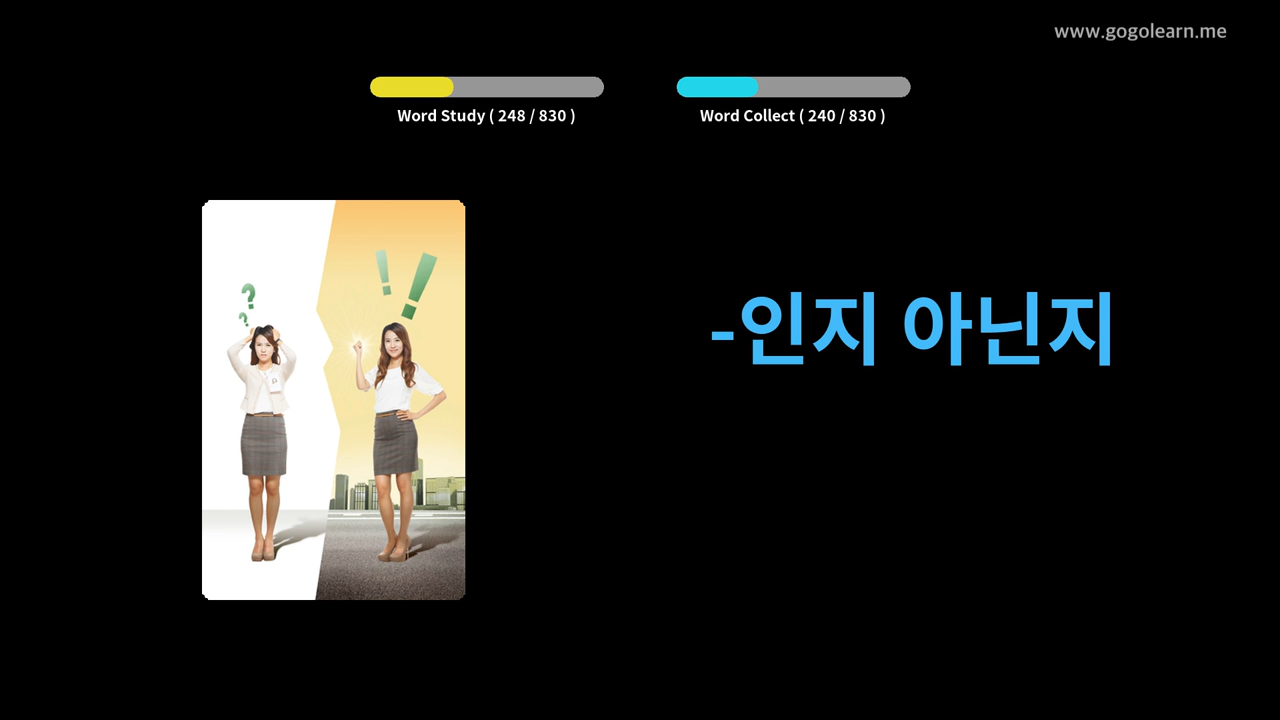 www.gogolearn.me
Word Study ( 248 / 830 )
Word Collect ( 240 / 830 )
? ?
! !
-인지 아닌지